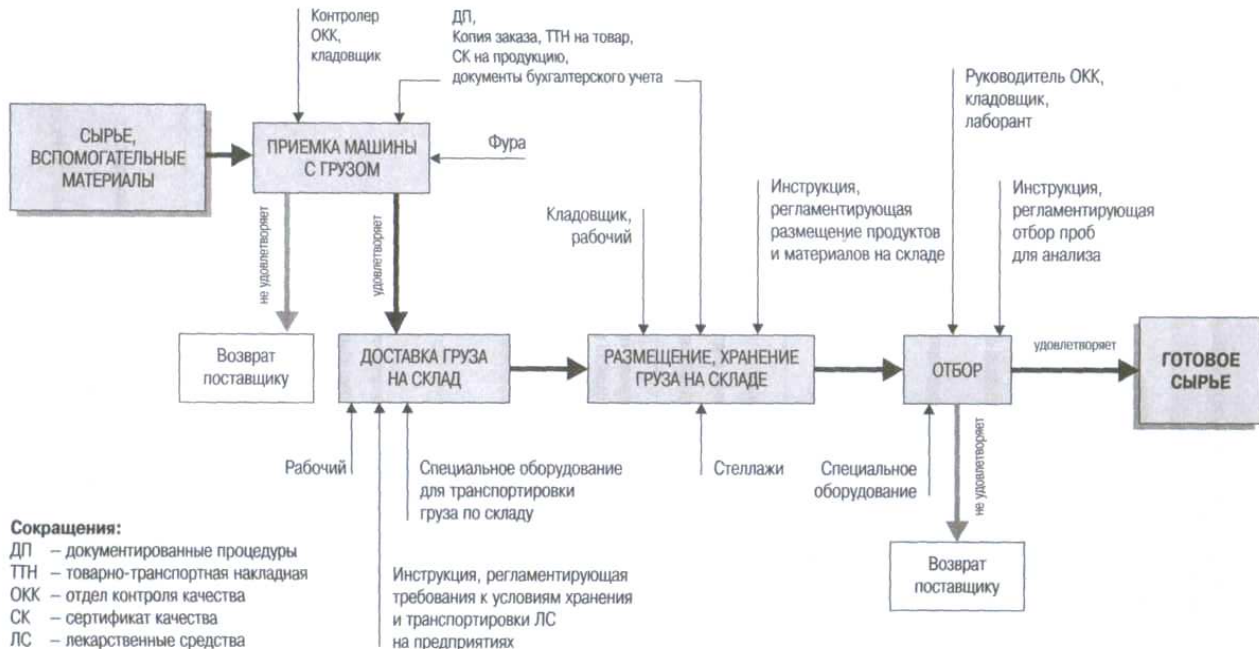 Контролер
ОКК,
кладовщик
ДП,
Копия заказа, ТТН на товар,
СК на продукцию,
документы бухгалтерского учета
Руководитель ОКК,
кладовщик,
лаборант
СЫРЬЕ,
ВСПОМОГАТЕЛЬНЫЕ
МАТЕРИАЛЫ
ПРИЕМКА МАШИНЫ
С ГРУЗОМ
Фура
не удовлетворяет
удовлетворяет
Кладовщик,
рабочий
Инструкция,
регламентирующая
размещение продуктов
и материалов на складе
Инструкция,
регламентирующая
отбор проб
для анализа
Возврат
поставщику
ДОСТАВКА ГРУЗА
НА СКЛАД
РАЗМЕЩЕНИЕ, ХРАНЕНИЕ
ГРУЗА НА СКЛАДЕ
ОТБОР
удовлетворяет
ГОТОВОЕ
СЫРЬЕ
Рабочий
Специальное оборудование
для транспортировки
груза по складу
Стеллажи
Специальное
оборудование
не удовлетворяет
Возврат
поставщику
Инструкция, регламентирующая
требования к условиям хранения
и транспортировки ЛС
на предприятиях
Сокращения:
ДП – документированные процедуры
ТТН – товарно-транспортная накладная
ОКК – отдел контроля качества
СК – сертификат качества
ЛС – лекарственные средства